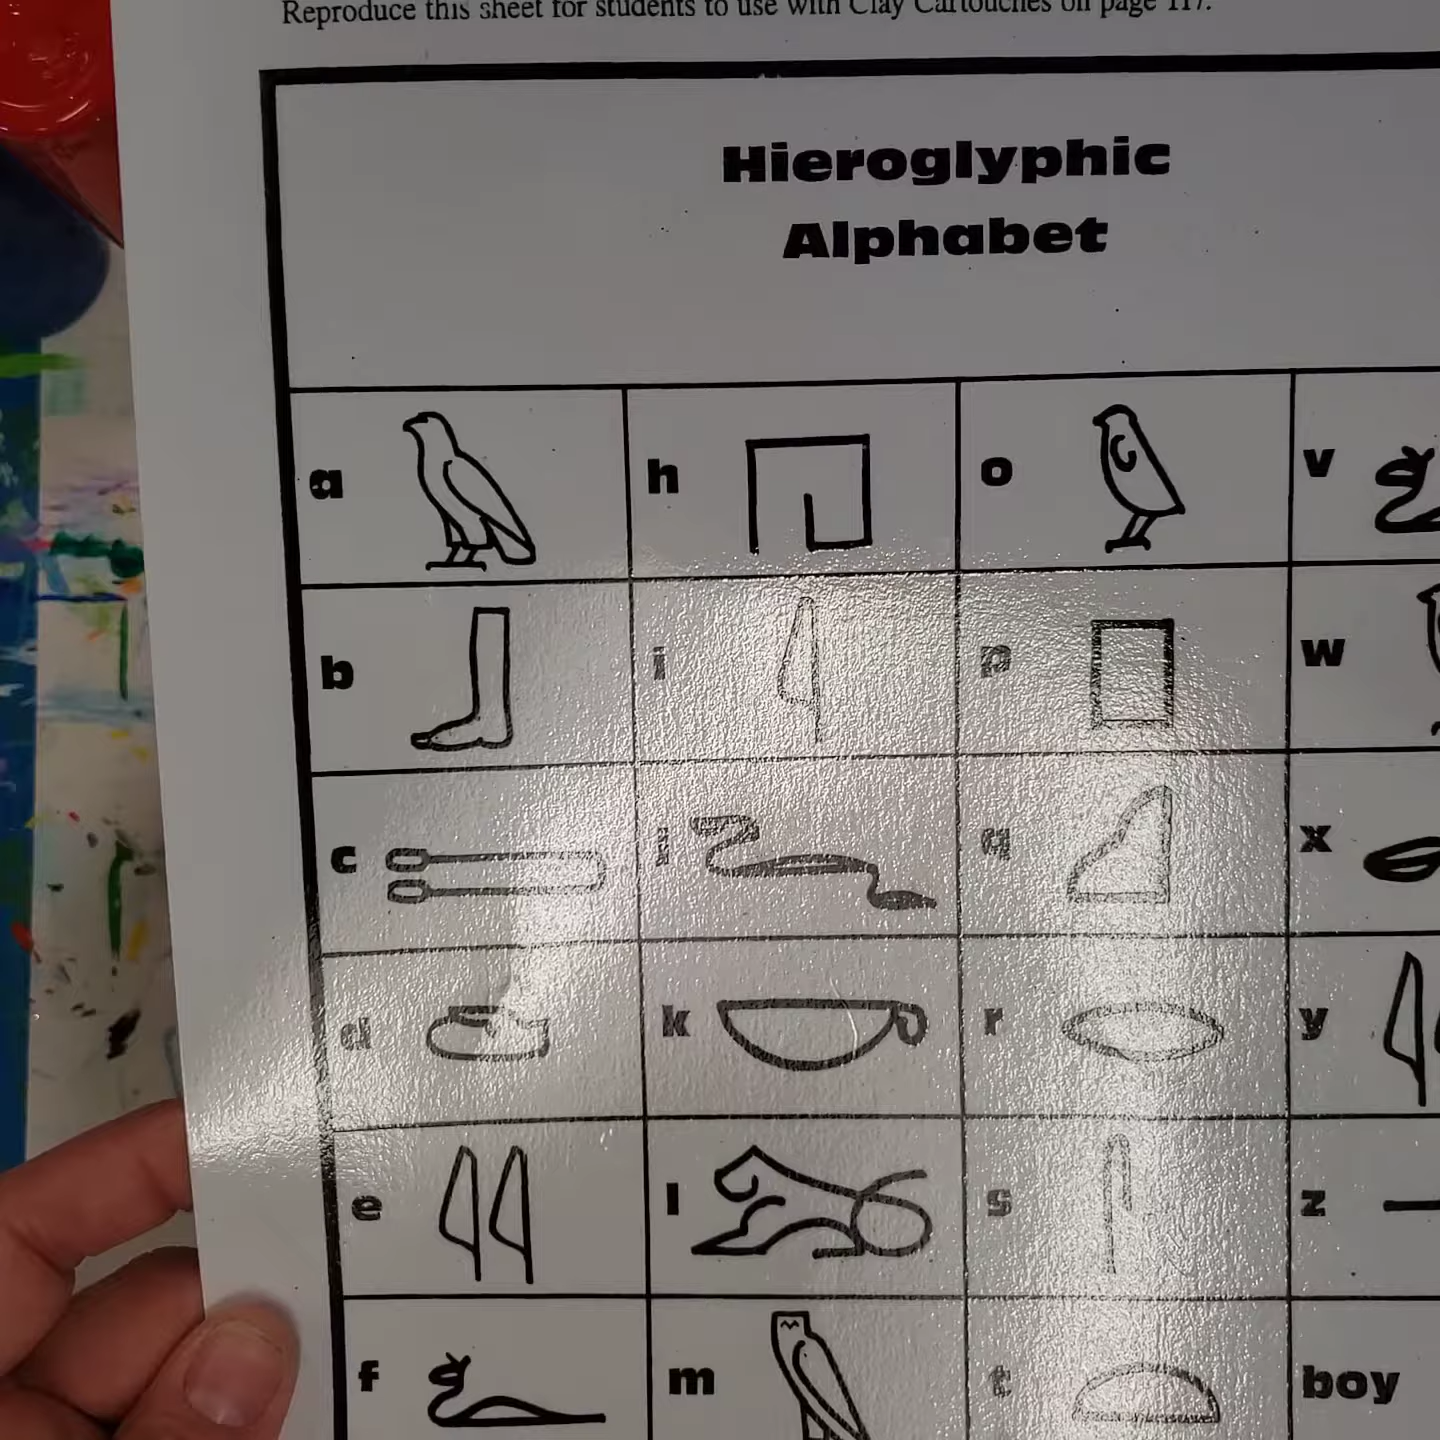 Reproduce this sheet for students to use with Clay Cartouches on page 117.
Hieroglyphic
Alphabet
a h o v
b i p w
c j q x
d k r y
e l s z
f m t boy